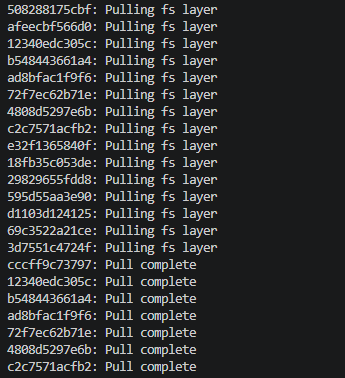 508288175cbf: Pulling fs layer
afeecbf566d0: Pulling fs layer
12340edc305c: Pulling fs layer
b548443661a4: Pulling fs layer
ad8bfac1f9f6: Pulling fs layer
72f7ec62b71e: Pulling fs layer
4808d5297e6b: Pulling fs layer
c2c7571acfb2: Pulling fs layer
e32f1365840f: Pulling fs layer
18fb35c053de: Pulling fs layer
29829655fdd8: Pulling fs layer
595d55aa3e90: Pulling fs layer
d1103d124125: Pulling fs layer
69c3522a21ce: Pulling fs layer
3d7551c4724f: Pulling fs layer
cccff9c73797: Pull complete
12340edc305c: Pull complete
b548443661a4: Pull complete
ad8bfac1f9f6: Pull complete
72f7ec62b71e: Pull complete
4808d5297e6b: Pull complete
c2c7571acfb2: Pull complete